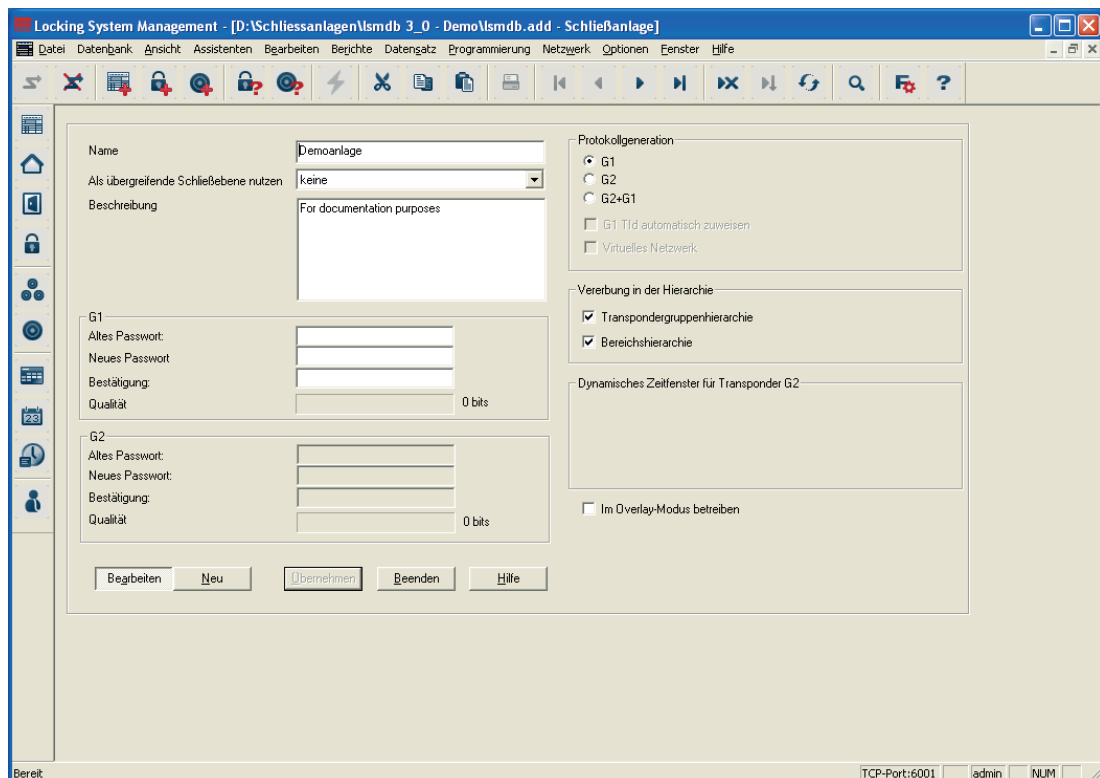 Locking System Management - [D:\Schliessanlagen\lsmdb 3_0 - Demo\lsmdb.add - Schließanlage]
Datei Datenbank Ansicht Assistenten Bearbeiten Berichte Datensatz Programmierung Netzwerk Optionen Fenster Hilfe
Name
Demoanlage
Als übergreifende Schließebene nutzen
keine
Beschreibung
For documentation purposes
G1
Altes Passwort:
Neues Passwort
Bestätigung:
Qualität
0 bits
G2
Altes Passwort:
Neues Passwort:
Bestätigung:
Qualität
0 bits
Bearbeiten
Neu
Übernehmen
Beenden
Hilfe
Protokollgeneration
G1
G2
G2+G1
G1 TId automatisch zuweisen
Virtuelles Netzwerk
Vererbung in der Hierarchie
Transpondergruppenhierarchie
Bereichshierarchie
Dynamisches Zeitfenster für Transponder G2
Im Overlay-Modus betreiben
23
Bereit
TCP-Port:6001
admin
NUM